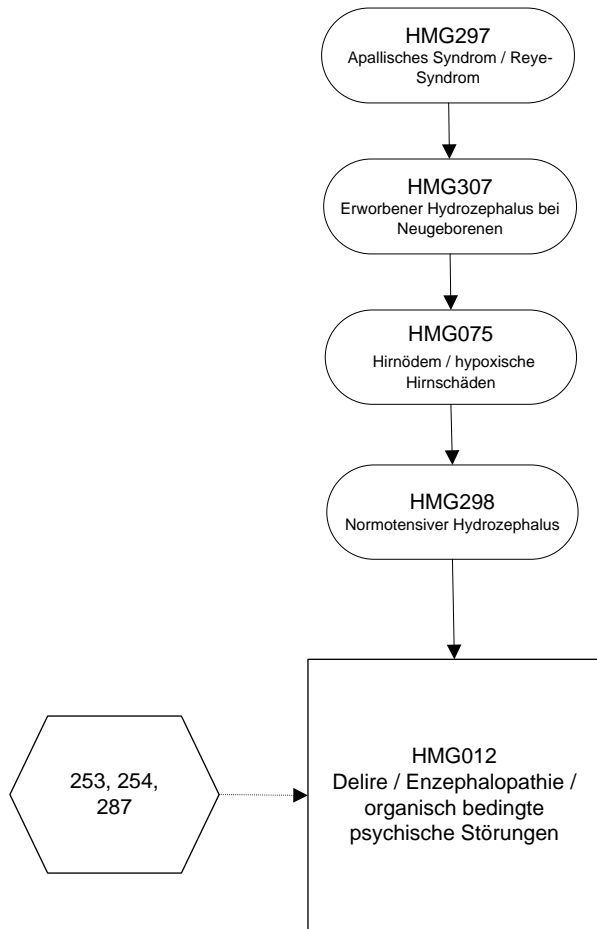 HMG297
Apallisches Syndrom / Reye-
Syndrom
HMG307
Erworbener Hydrozephalus bei
Neugeborenen
HMG075
Hirnödem / hypoxische
Hirnschäden
HMG298
Normotensiver Hydrozephalus
253, 254,
287
HMG012
Delire / Enzephalopathie /
organisch bedingte
psychische Störungen